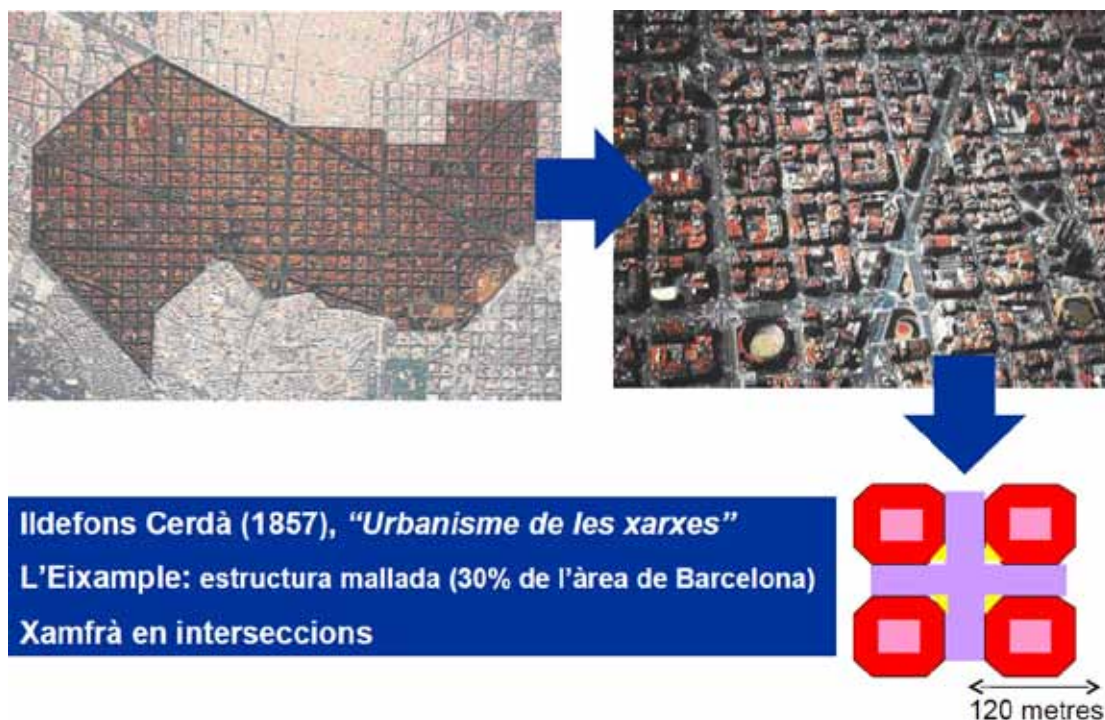 Ildefons Cerdà (1857), “Urbanisme de les xarxes”
L’Eixample: estructura mallada (30% de l’àrea de Barcelona)
Xamfrà en interseccions
120 metres